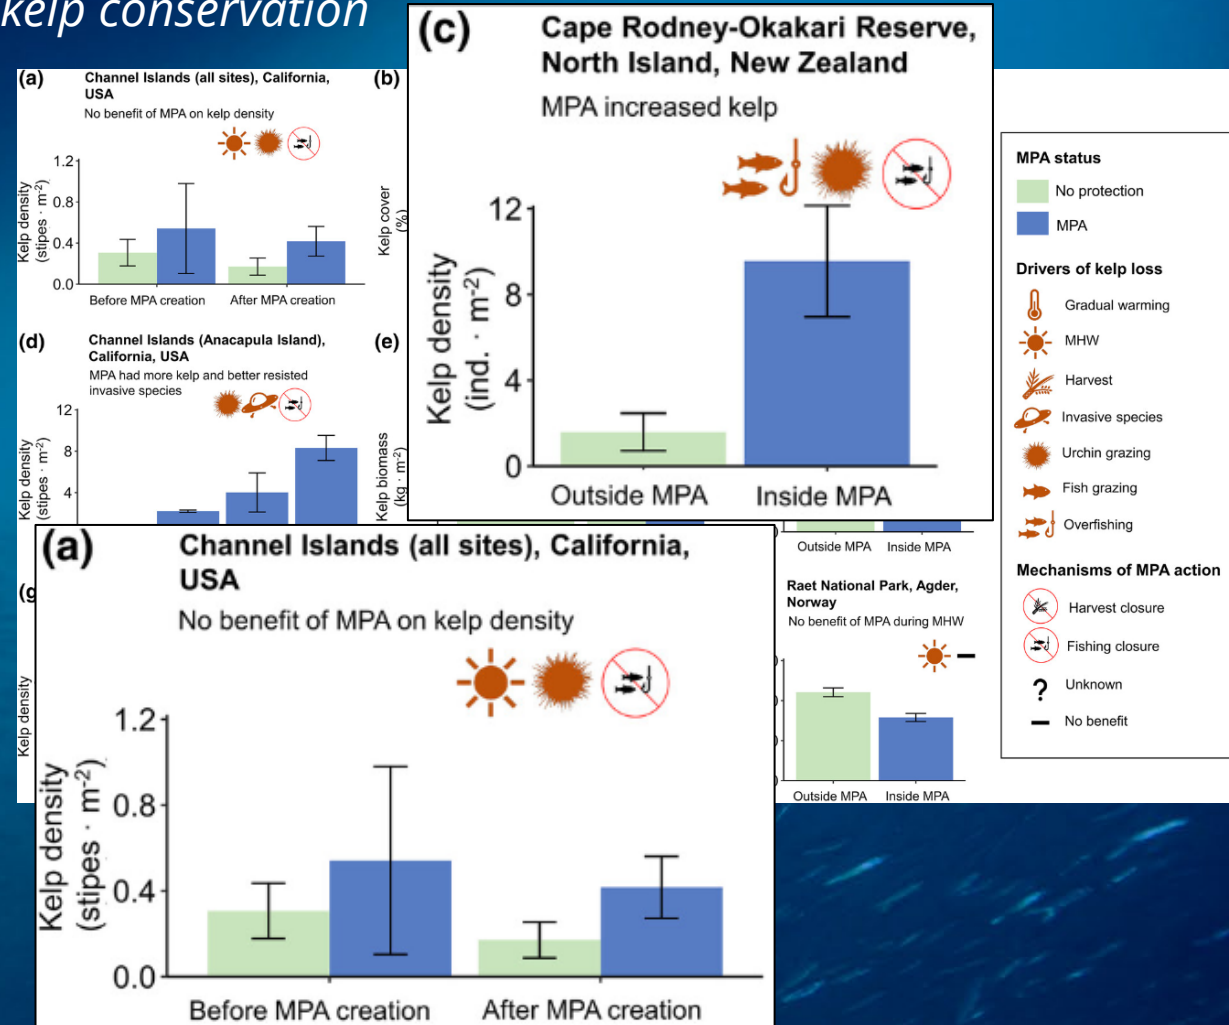 kelp conservation
(a)
Channel Islands (all sites), California,
USA
No benefit of MPA on kelp density
1.2
0.8
0.4
0.0
Kelp density
(stipes · m⁻²)
Before MPA creation
After MPA creation
(b)
Kelp cover
(%)
(c)
Cape Rodney-Okakari Reserve,
North Island, New Zealand
MPA increased kelp
12
8
4
0
Kelp density
(ind. · m⁻²)
Outside MPA
Inside MPA
MPA status
No protection
MPA
Drivers of kelp loss
Gradual warming
MHW
Harvest
Invasive species
Urchin grazing
Fish grazing
Overfishing
Mechanisms of MPA action
Harvest closure
Fishing closure
? Unknown
No benefit
(d)
Channel Islands (Anacapula Island),
California, USA
MPA had more kelp and better resisted
invasive species
12
8
4
Kelp density
(stipes · m⁻²)
(e)
Kelp biomass
(kg · m⁻²)
Outside MPA
Inside MPA
(g
Kelp density
(a)
Channel Islands (all sites), California,
USA
No benefit of MPA on kelp density
1.2
0.8
0.4
0.0
Kelp density
(stipes · m⁻²)
Before MPA creation
After MPA creation
Raet National Park, Agder,
Norway
No benefit of MPA during MHW
Outside MPA
Inside MPA